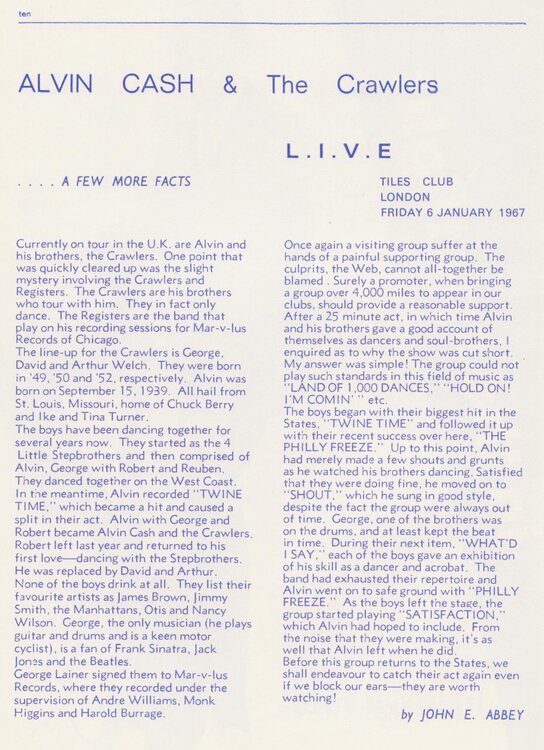 ten
ALVIN CASH & The Crawlers
L.I.V.E
. . . . A FEW MORE FACTS
TILES CLUB
LONDON
FRIDAY 6 JANUARY 1967
Currently on tour in the U.K. are Alvin and
his brothers, the Crawlers. One point that
was quickly cleared up was the slight
mystery involving the Crawlers and
Registers. The Crawlers are his brothers
who tour with him. They in fact only
dance. The Registers are the band that
play on his recording sessions for Mar-v-lus
Records of Chicago.
The line-up for the Crawlers is George,
David and Arthur Welch. They were born
in '49, '50 and '52, respectively. Alvin was
born on September 15, 1939. All hail from
St. Louis, Missouri, home of Chuck Berry
and Ike and Tina Turner.
The boys have been dancing together for
several years now. They started as the 4
Little Stepbrothers and then comprised of
Alvin, George with Robert and Reuben.
They danced together on the West Coast.
In the meantime, Alvin recorded "TWINE
TIME," which became a hit and caused a
split in their act. Alvin with George and
Robert became Alvin Cash and the Crawlers.
Robert left last year and returned to his
first love—dancing with the Stepbrothers.
He was replaced by David and Arthur.
None of the boys drink at all. They list their
favourite artists as James Brown, Jimmy
Smith, the Manhattans, Otis and Nancy
Wilson. George, the only musician (he plays
guitar and drums and is a keen motor
cyclist), is a fan of Frank Sinatra, Jack
Jones and the Beatles.
George Lainer signed them to Mar-v-lus
Records, where they recorded under the
supervision of Andre Williams, Monk
Higgins and Harold Burrage.
Once again a visiting group suffer at the
hands of a painful supporting group. The
culprits, the Web, cannot all-together be
blamed . Surely a promoter, when bringing
a group over 4,000 miles to appear in our
clubs, should provide a reasonable support.
After a 25 minute act, in which time Alvin
and his brothers gave a good account of
themselves as dancers and soul-brothers, I
enquired as to why the show was cut short.
My answer was simple! The group could not
play such standards in this field of music as
"LAND OF 1,000 DANCES," "HOLD ON!
I'M COMIN' " etc.
The boys began with their biggest hit in the
States, "TWINE TIME" and followed it up
with their recent success over here, "THE
PHILLY FREEZE." Up to this point, Alvin
had merely made a few shouts and grunts
as he watched his brothers dancing. Satisfied
that they were doing fine, he moved on to
"SHOUT," which he sung in good style,
despite the fact the group were always out
of time. George, one of the brothers was
on the drums, and at least kept the beat
in time. During their next item, "WHAT'D
I SAY," each of the boys gave an exhibition
of his skill as a dancer and acrobat. The
band had exhausted their repertoire and
Alvin went on to safe ground with "PHILLY
FREEZE." As the boys left the stage, the
group started playing "SATISFACTION,"
which Alvin had hoped to include. From
the noise that they were making, it's as
well that Alvin left when he did.
Before this group returns to the States, we
shall endeavour to catch their act again even
if we block our ears—they are worth
watching!
by JOHN E. ABBEY